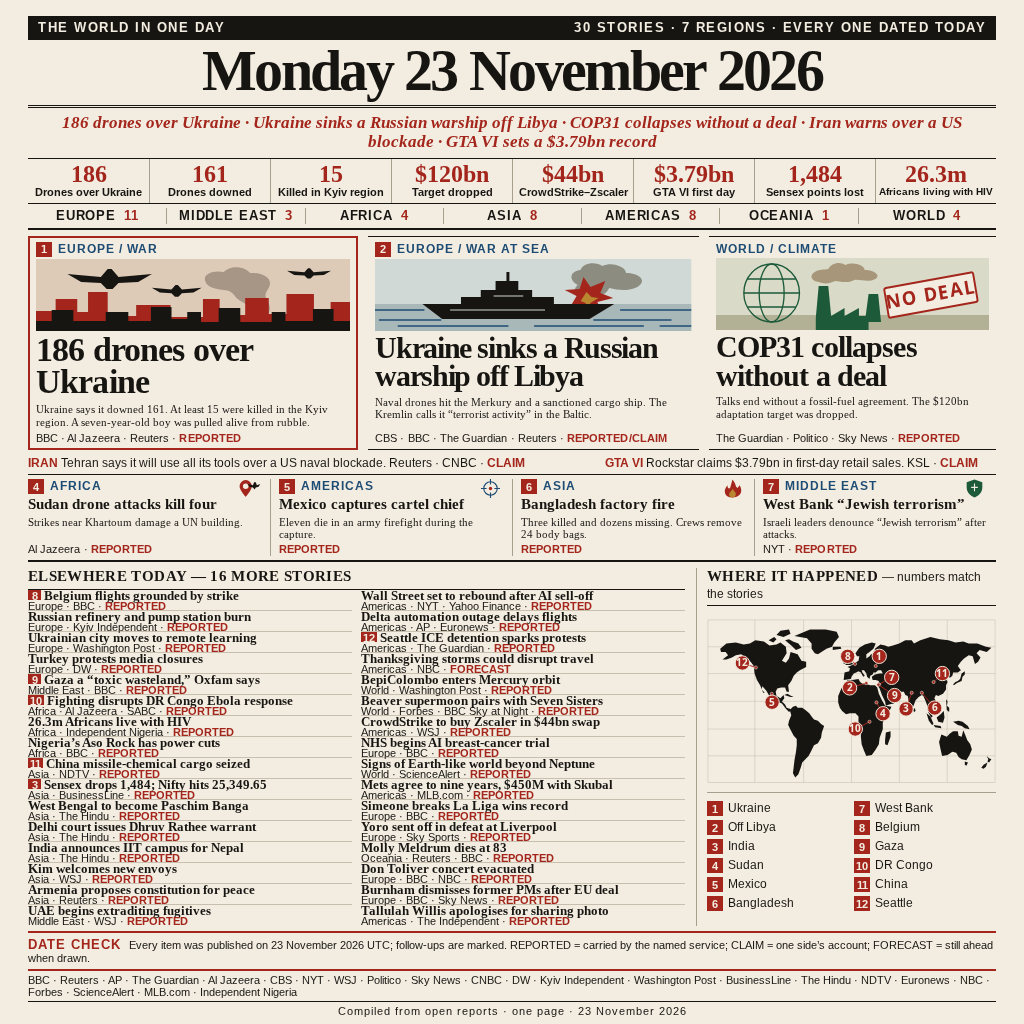 THE WORLD IN ONE DAY
30 STORIES · 7 REGIONS · EVERY ONE DATED TODAY
Monday 23 November 2026
186 drones over Ukraine · Ukraine sinks a Russian warship off Libya · COP31 collapses without a deal · Iran warns over a US
blockade · GTA VI sets a $3.79bn record
186
Drones over Ukraine
161
Drones downed
15
Killed in Kyiv region
$120bn
Target dropped
$44bn
CrowdStrike–Zscaler
$3.79bn
GTA VI first day
1,484
Sensex points lost
26.3m
Africans living with HIV
EUROPE 11
MIDDLE EAST 3
AFRICA 4
ASIA 8
AMERICAS 8
OCEANIA 1
WORLD 4
1 EUROPE / WAR
186 drones over
Ukraine
Ukraine says it downed 161. At least 15 were killed in the Kyiv
region. A seven-year-old boy was pulled alive from rubble.
BBC · Al Jazeera · Reuters · REPORTED
2 EUROPE / WAR AT SEA
Ukraine sinks a Russian
warship off Libya
Naval drones hit the Merkury and a sanctioned cargo ship. The
Kremlin calls it “terrorist activity” in the Baltic.
CBS · BBC · The Guardian · Reuters · REPORTED/CLAIM
WORLD / CLIMATE
NO DEAL
COP31 collapses
without a deal
Talks end without a fossil-fuel agreement. The $120bn
adaptation target was dropped.
The Guardian · Politico · Sky News · REPORTED
IRAN Tehran says it will use all its tools over a US naval blockade. Reuters · CNBC · CLAIM
GTA VI Rockstar claims $3.79bn in first-day retail sales. KSL · CLAIM
4 AFRICA
Sudan drone attacks kill four
Strikes near Khartoum damage a UN building.
Al Jazeera · REPORTED
5 AMERICAS
Mexico captures cartel chief
Eleven die in an army firefight during the
capture.
REPORTED
6 ASIA
Bangladesh factory fire
Three killed and dozens missing. Crews remove
24 body bags.
REPORTED
7 MIDDLE EAST
West Bank “Jewish terrorism”
Israeli leaders denounce “Jewish terrorism” after
attacks.
NYT · REPORTED
ELSEWHERE TODAY — 16 MORE STORIES
8 Belgium flights grounded by strike
Europe · BBC · REPORTED
Russian refinery and pump station burn
Europe · Kyiv Independent · REPORTED
Ukrainian city moves to remote learning
Europe · Washington Post · REPORTED
Turkey protests media closures
Europe · DW · REPORTED
9 Gaza a “toxic wasteland,” Oxfam says
Middle East · BBC · REPORTED
10 Fighting disrupts DR Congo Ebola response
Africa · Al Jazeera · SABC · REPORTED
26.3m Africans live with HIV
Africa · Independent Nigeria · REPORTED
Nigeria’s Aso Rock has power cuts
Africa · BBC · REPORTED
11 China missile-chemical cargo seized
Asia · NDTV · REPORTED
3 Sensex drops 1,484; Nifty hits 25,349.65
Asia · BusinessLine · REPORTED
West Bengal to become Paschim Banga
Asia · The Hindu · REPORTED
Delhi court issues Dhruv Rathee warrant
Asia · The Hindu · REPORTED
India announces IIT campus for Nepal
Asia · The Hindu · REPORTED
Kim welcomes new envoys
Asia · WSJ · REPORTED
Armenia proposes constitution for peace
Asia · Reuters · REPORTED
UAE begins extraditing fugitives
Middle East · WSJ · REPORTED
Wall Street set to rebound after AI sell-off
Americas · NYT · Yahoo Finance · REPORTED
Delta automation outage delays flights
Americas · AP · Euronews · REPORTED
12 Seattle ICE detention sparks protests
Americas · The Guardian · REPORTED
Thanksgiving storms could disrupt travel
Americas · NBC · FORECAST
BepiColombo enters Mercury orbit
World · Washington Post · REPORTED
Beaver supermoon pairs with Seven Sisters
World · Forbes · BBC Sky at Night · REPORTED
CrowdStrike to buy Zscaler in $44bn swap
Americas · WSJ · REPORTED
NHS begins AI breast-cancer trial
Europe · BBC · REPORTED
Signs of Earth-like world beyond Neptune
World · ScienceAlert · REPORTED
Mets agree to nine years, $450M with Skubal
Americas · MLB.com · REPORTED
Simeone breaks La Liga wins record
Europe · BBC · REPORTED
Yoro sent off in defeat at Liverpool
Europe · Sky Sports · REPORTED
Molly Meldrum dies at 83
Oceania · Reuters · BBC · REPORTED
Don Toliver concert evacuated
Europe · BBC · NBC · REPORTED
Burnham dismisses former PMs after EU deal
Europe · BBC · Sky News · REPORTED
Tallulah Willis apologises for sharing photo
Americas · The Independent · REPORTED
WHERE IT HAPPENED — numbers match
the stories
12
8
1
11
7
2
9
5
3
6
4
10
1 Ukraine
2 Off Libya
3 India
4 Sudan
5 Mexico
6 Bangladesh
7 West Bank
8 Belgium
9 Gaza
10 DR Congo
11 China
12 Seattle
DATE CHECK Every item was published on 23 November 2026 UTC; follow-ups are marked. REPORTED = carried by the named service; CLAIM = one side’s account; FORECAST = still ahead
when drawn.
BBC · Reuters · AP · The Guardian · Al Jazeera · CBS · NYT · WSJ · Politico · Sky News · CNBC · DW · Kyiv Independent · Washington Post · BusinessLine · The Hindu · NDTV · Euronews · NBC ·
Forbes · ScienceAlert · MLB.com · Independent Nigeria
Compiled from open reports · one page · 23 November 2026